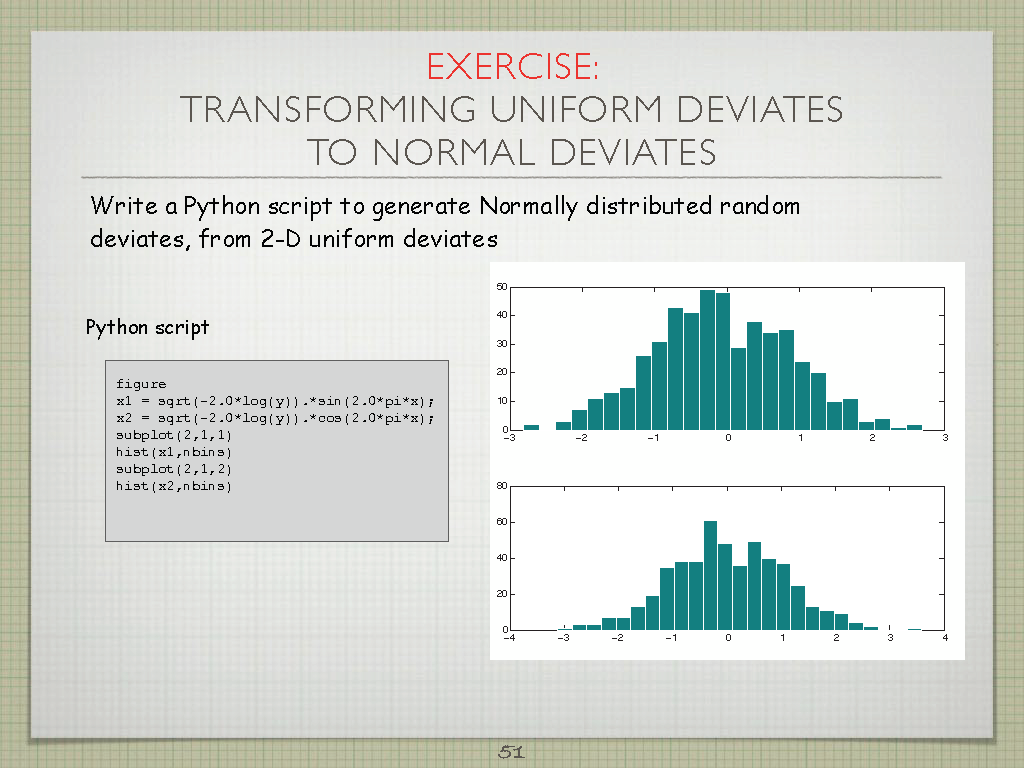 EXERCISE:
TRANSFORMING UNIFORM DEVIATES
TO NORMAL DEVIATES
Write a Python script to generate Normally distributed random
deviates, from 2-D uniform deviates
Python script
figure
x1 = sqrt(-2.0*log(y)).*sin(2.0*pi*x);
x2 = sqrt(-2.0*log(y)).*cos(2.0*pi*x);
subplot(2,1,1)
hist(x1,nbins)
subplot(2,1,2)
hist(x2,nbins)
50
40
30
20
10
0
-3 -2 -1 0 1 2 3
80
60
40
20
0
-4 -3 -2 -1 0 1 2 3 4
51